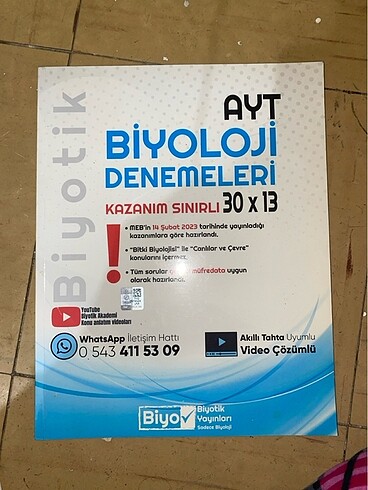 Biyotik
AYT
BİYOLOJİ
DENEMELERİ
KAZANIM SINIRLI 30 x 13
!
• MEB'in 14 Şubat 2023 tarihinde yayınladığı
kazanımlara göre hazırlandı.
• "Bitki Biyolojisi" ile "Canlılar ve Çevre"
konularını içermez.
• Tüm sorular müfredata uygun
olarak hazırlandı.
YouTube
Biyotik Akademi
Konu anlatım videoları
WhatsApp İletişim Hattı
0 543 411 53 09
Akıllı Tahta Uyumlu
Video Çözümlü
Biyo
Biyotik
Yayınları
Sadece Biyoloji